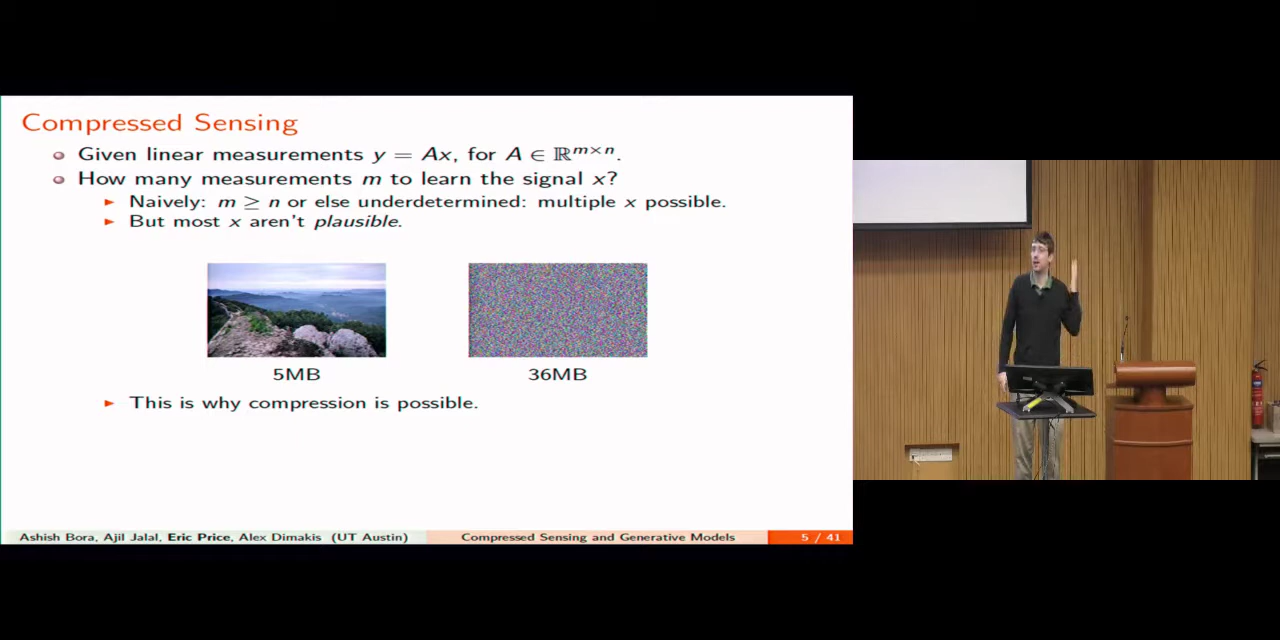 Compressed Sensing
Given linear measurements y = Ax, for A ∈ ℝ^{m×n}.
How many measurements m to learn the signal x?
Naively: m ≥ n or else underdetermined: multiple x possible.
But most x aren't plausible.
5MB
36MB
This is why compression is possible.
Ashish Bora, Ajil Jalal, Eric Price, Alex Dimakis (UT Austin)
Compressed Sensing and Generative Models
5 / 41